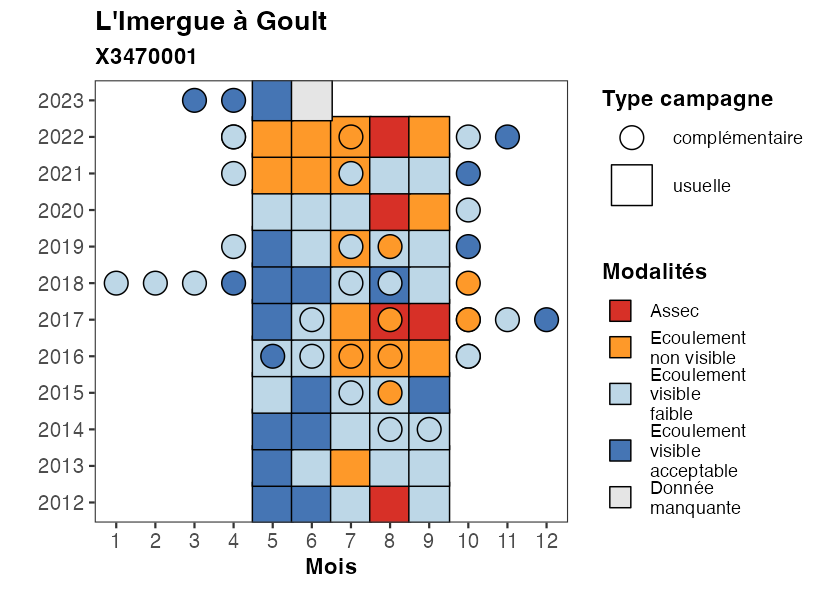 L'Imergue à Goult
X3470001
2023
2022
2021
2020
2019
2018
2017
2016
2015
2014
2013
2012
1 2 3 4 5 6 7 8 9 10 11 12
Mois
Type campagne
complémentaire
usuelle
Modalités
Assec
Ecoulement
non visible
Ecoulement
visible
faible
Ecoulement
visible
acceptable
Donnée
manquante